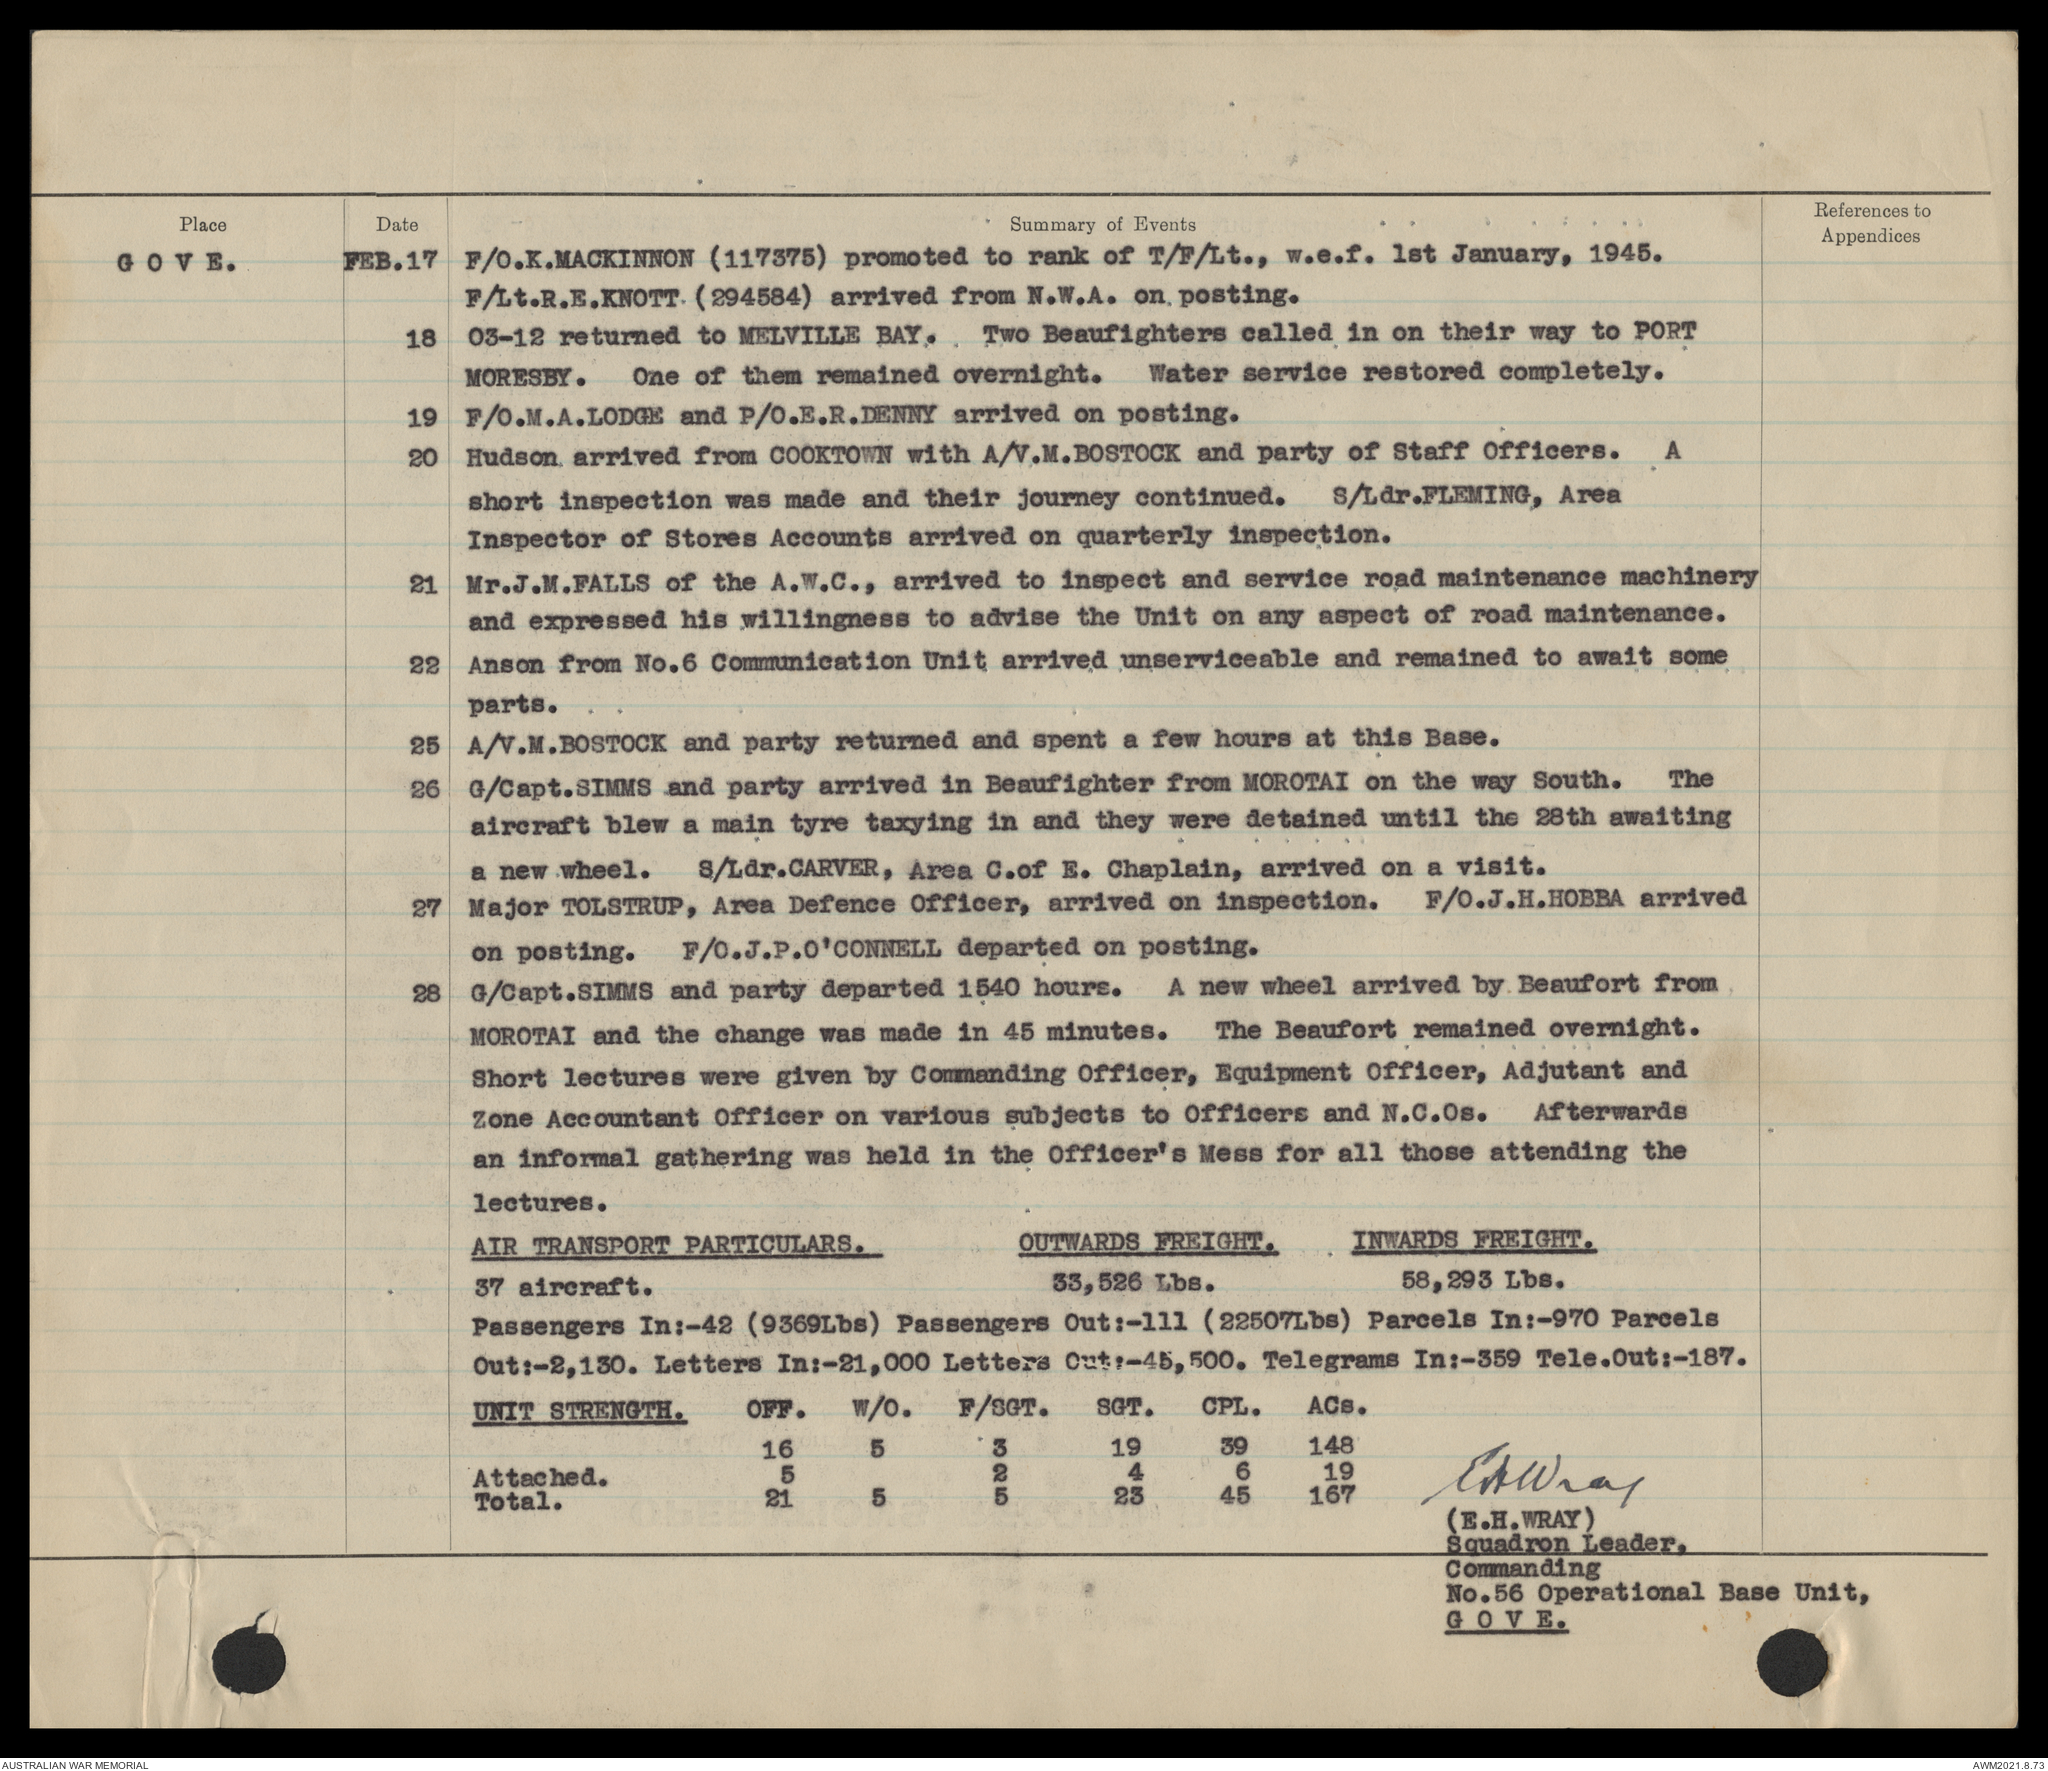 Place Date Summary of Events References to Appendices
G O V E. FEB.17 F/O.K.MACKINNON (117375) promoted to rank of T/F/Lt., w.e.f. 1st January, 1945.
F/Lt.R.E.KNOTT (294584) arrived from N.W.A. on posting.
18 03-12 returned to MELVILLE BAY. Two Beaufighters called in on their way to PORT
MORESBY. One of them remained overnight. Water service restored completely.
19 F/O.M.A.LODGE and P/O.E.R.DENNY arrived on posting.
20 Hudson arrived from COOKTOWN with A/V.M.BOSTOCK and party of Staff Officers. A
short inspection was made and their journey continued. S/Ldr.FLEMING, Area
Inspector of Stores Accounts arrived on quarterly inspection.
21 Mr.J.M.FALLS of the A.W.C., arrived to inspect and service road maintenance machinery
and expressed his willingness to advise the Unit on any aspect of road maintenance.
22 Anson from No.6 Communication Unit arrived unserviceable and remained to await some
parts.
25 A/V.M.BOSTOCK and party returned and spent a few hours at this Base.
26 G/Capt.SIMMS and party arrived in Beaufighter from MOROTAI on the way South. The
aircraft blew a main tyre taxying in and they were detained until the 28th awaiting
a new wheel. S/Ldr.CARVER, Area C.of E. Chaplain, arrived on a visit.
27 Major TOLSTRUP, Area Defence Officer, arrived on inspection. F/O.J.H.HOBBA arrived
on posting. F/O.J.P.O'CONNELL departed on posting.
28 G/Capt.SIMMS and party departed 1540 hours. A new wheel arrived by Beaufort from
MOROTAI and the change was made in 45 minutes. The Beaufort remained overnight.
Short lectures were given by Commanding Officer, Equipment Officer, Adjutant and
Zone Accountant Officer on various subjects to Officers and N.C.Os. Afterwards
an informal gathering was held in the Officer's Mess for all those attending the
lectures.
AIR TRANSPORT PARTICULARS. OUTWARDS FREIGHT. INWARDS FREIGHT.
37 aircraft. 33,526 Lbs. 58,293 Lbs.
Passengers In:-42 (9369Lbs) Passengers Out:-111 (22507Lbs) Parcels In:-970 Parcels
Out:-2,130. Letters In:-21,000 Letters Out:-45,500. Telegrams In:-359 Tele.Out:-187.
UNIT STRENGTH. OFF. W/O. F/SGT. SGT. CPL. ACs.
16 5 3 19 39 148
Attached. 5 2 4 6 19
Total. 21 5 5 23 45 167
E H Wray
(E.H.WRAY)
Squadron Leader,
Commanding
No.56 Operational Base Unit,
G O V E.
AUSTRALIAN WAR MEMORIAL AWM2021.8.73